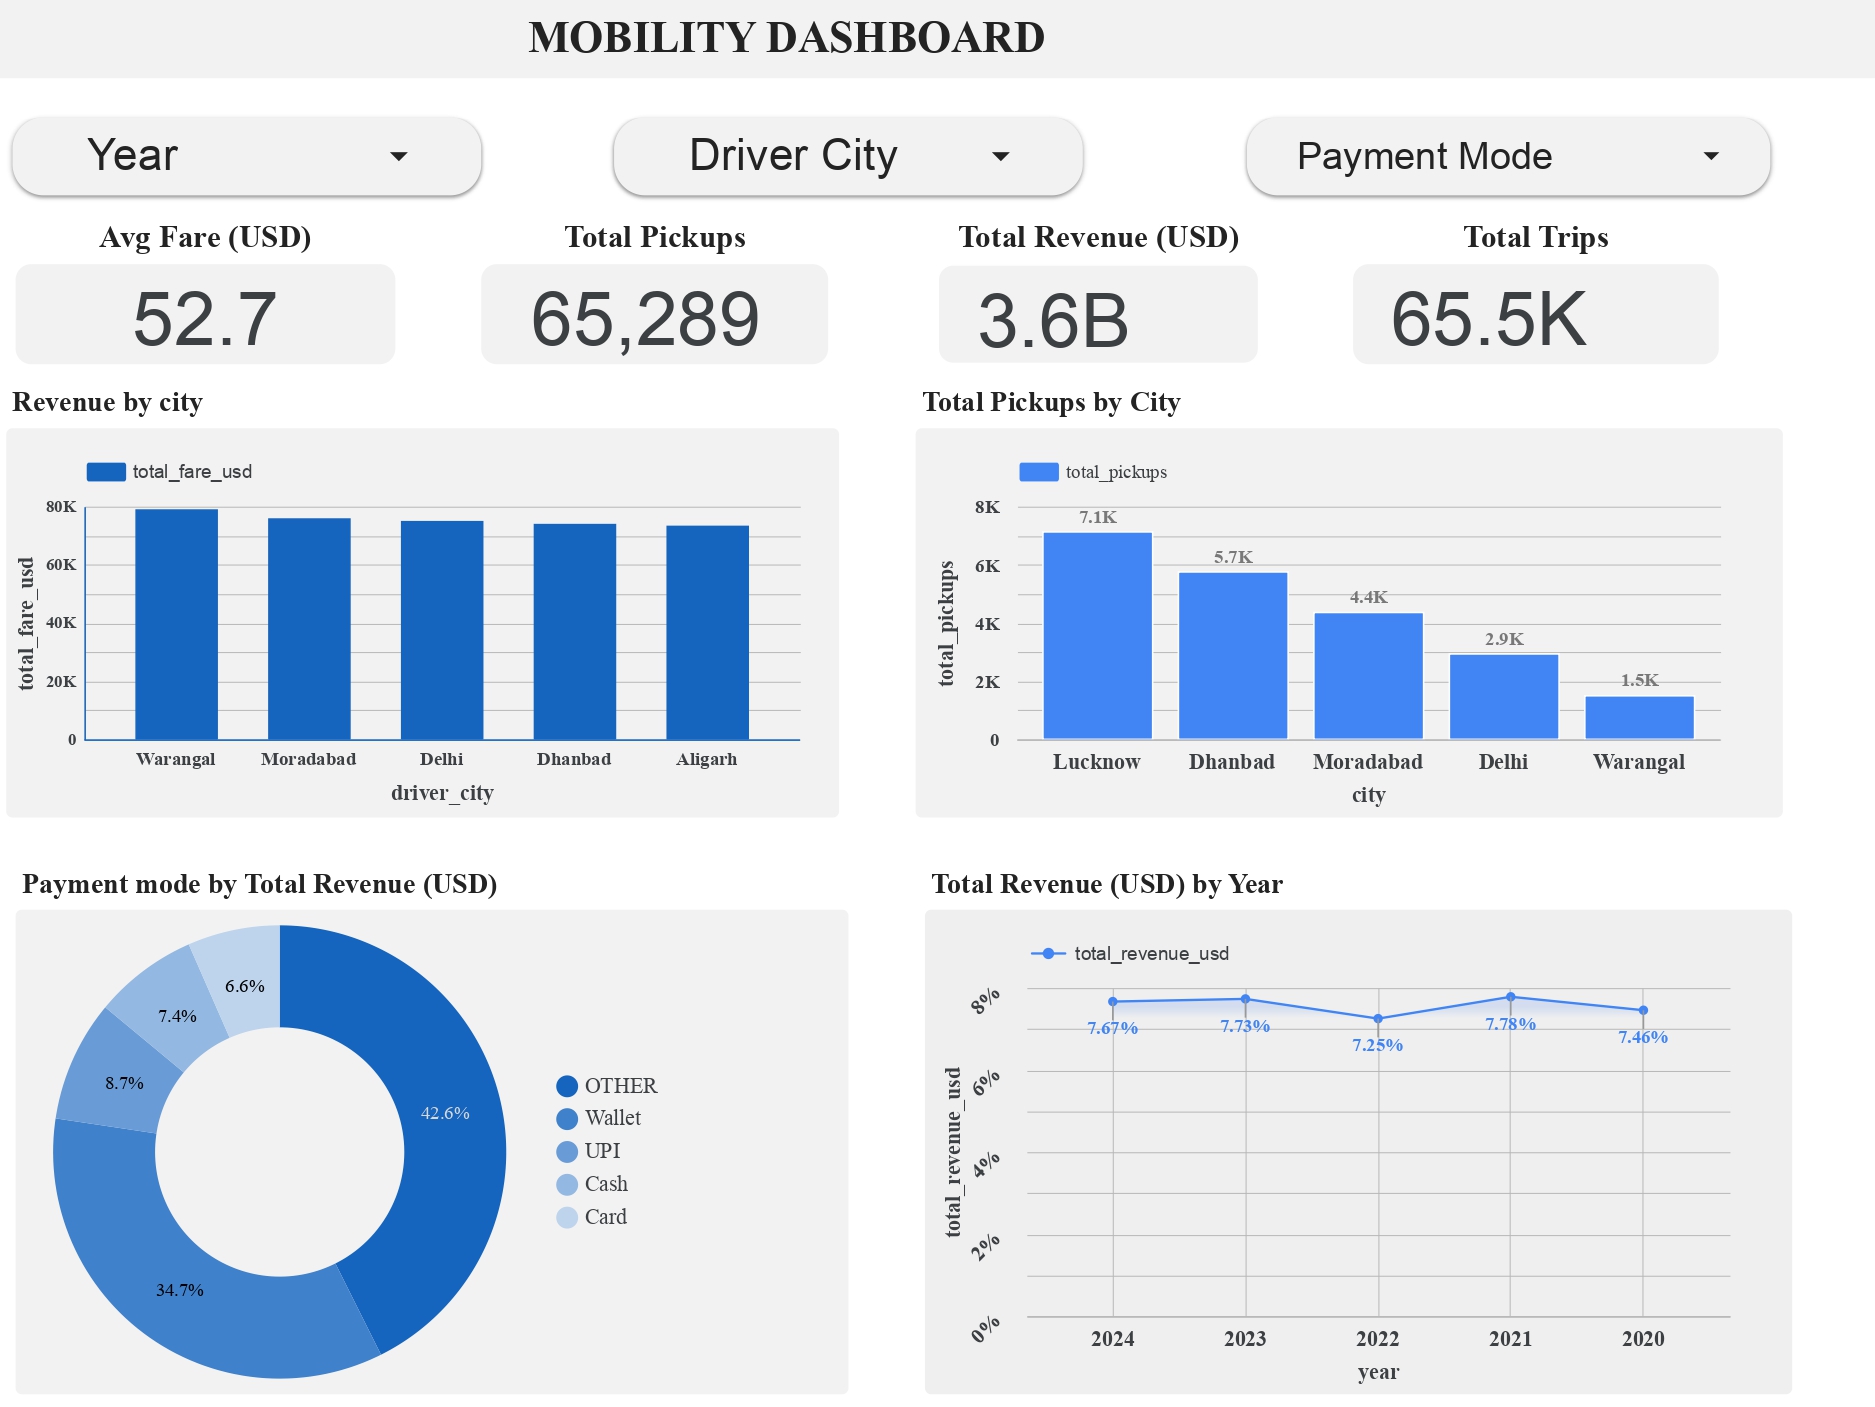 MOBILITY DASHBOARD
Year
Driver City
Payment Mode
Avg Fare (USD)
Total Pickups
Total Revenue (USD)
Total Trips
52.7
65,289
3.6B
65.5K
Revenue by city
total_fare_usd
80K
60K
40K
20K
0
total_fare_usd
Warangal
Moradabad
Delhi
Dhanbad
Aligarh
driver_city
Total Pickups by City
total_pickups
8K
6K
4K
2K
0
total_pickups
7.1K
5.7K
4.4K
2.9K
1.5K
Lucknow
Dhanbad
Moradabad
Delhi
Warangal
city
Payment mode by Total Revenue (USD)
6.6%
7.4%
8.7%
42.6%
34.7%
OTHER
Wallet
UPI
Cash
Card
Total Revenue (USD) by Year
total_revenue_usd
8%
6%
4%
2%
0%
total_revenue_usd
7.67%
7.73%
7.25%
7.78%
7.46%
2024
2023
2022
2021
2020
year